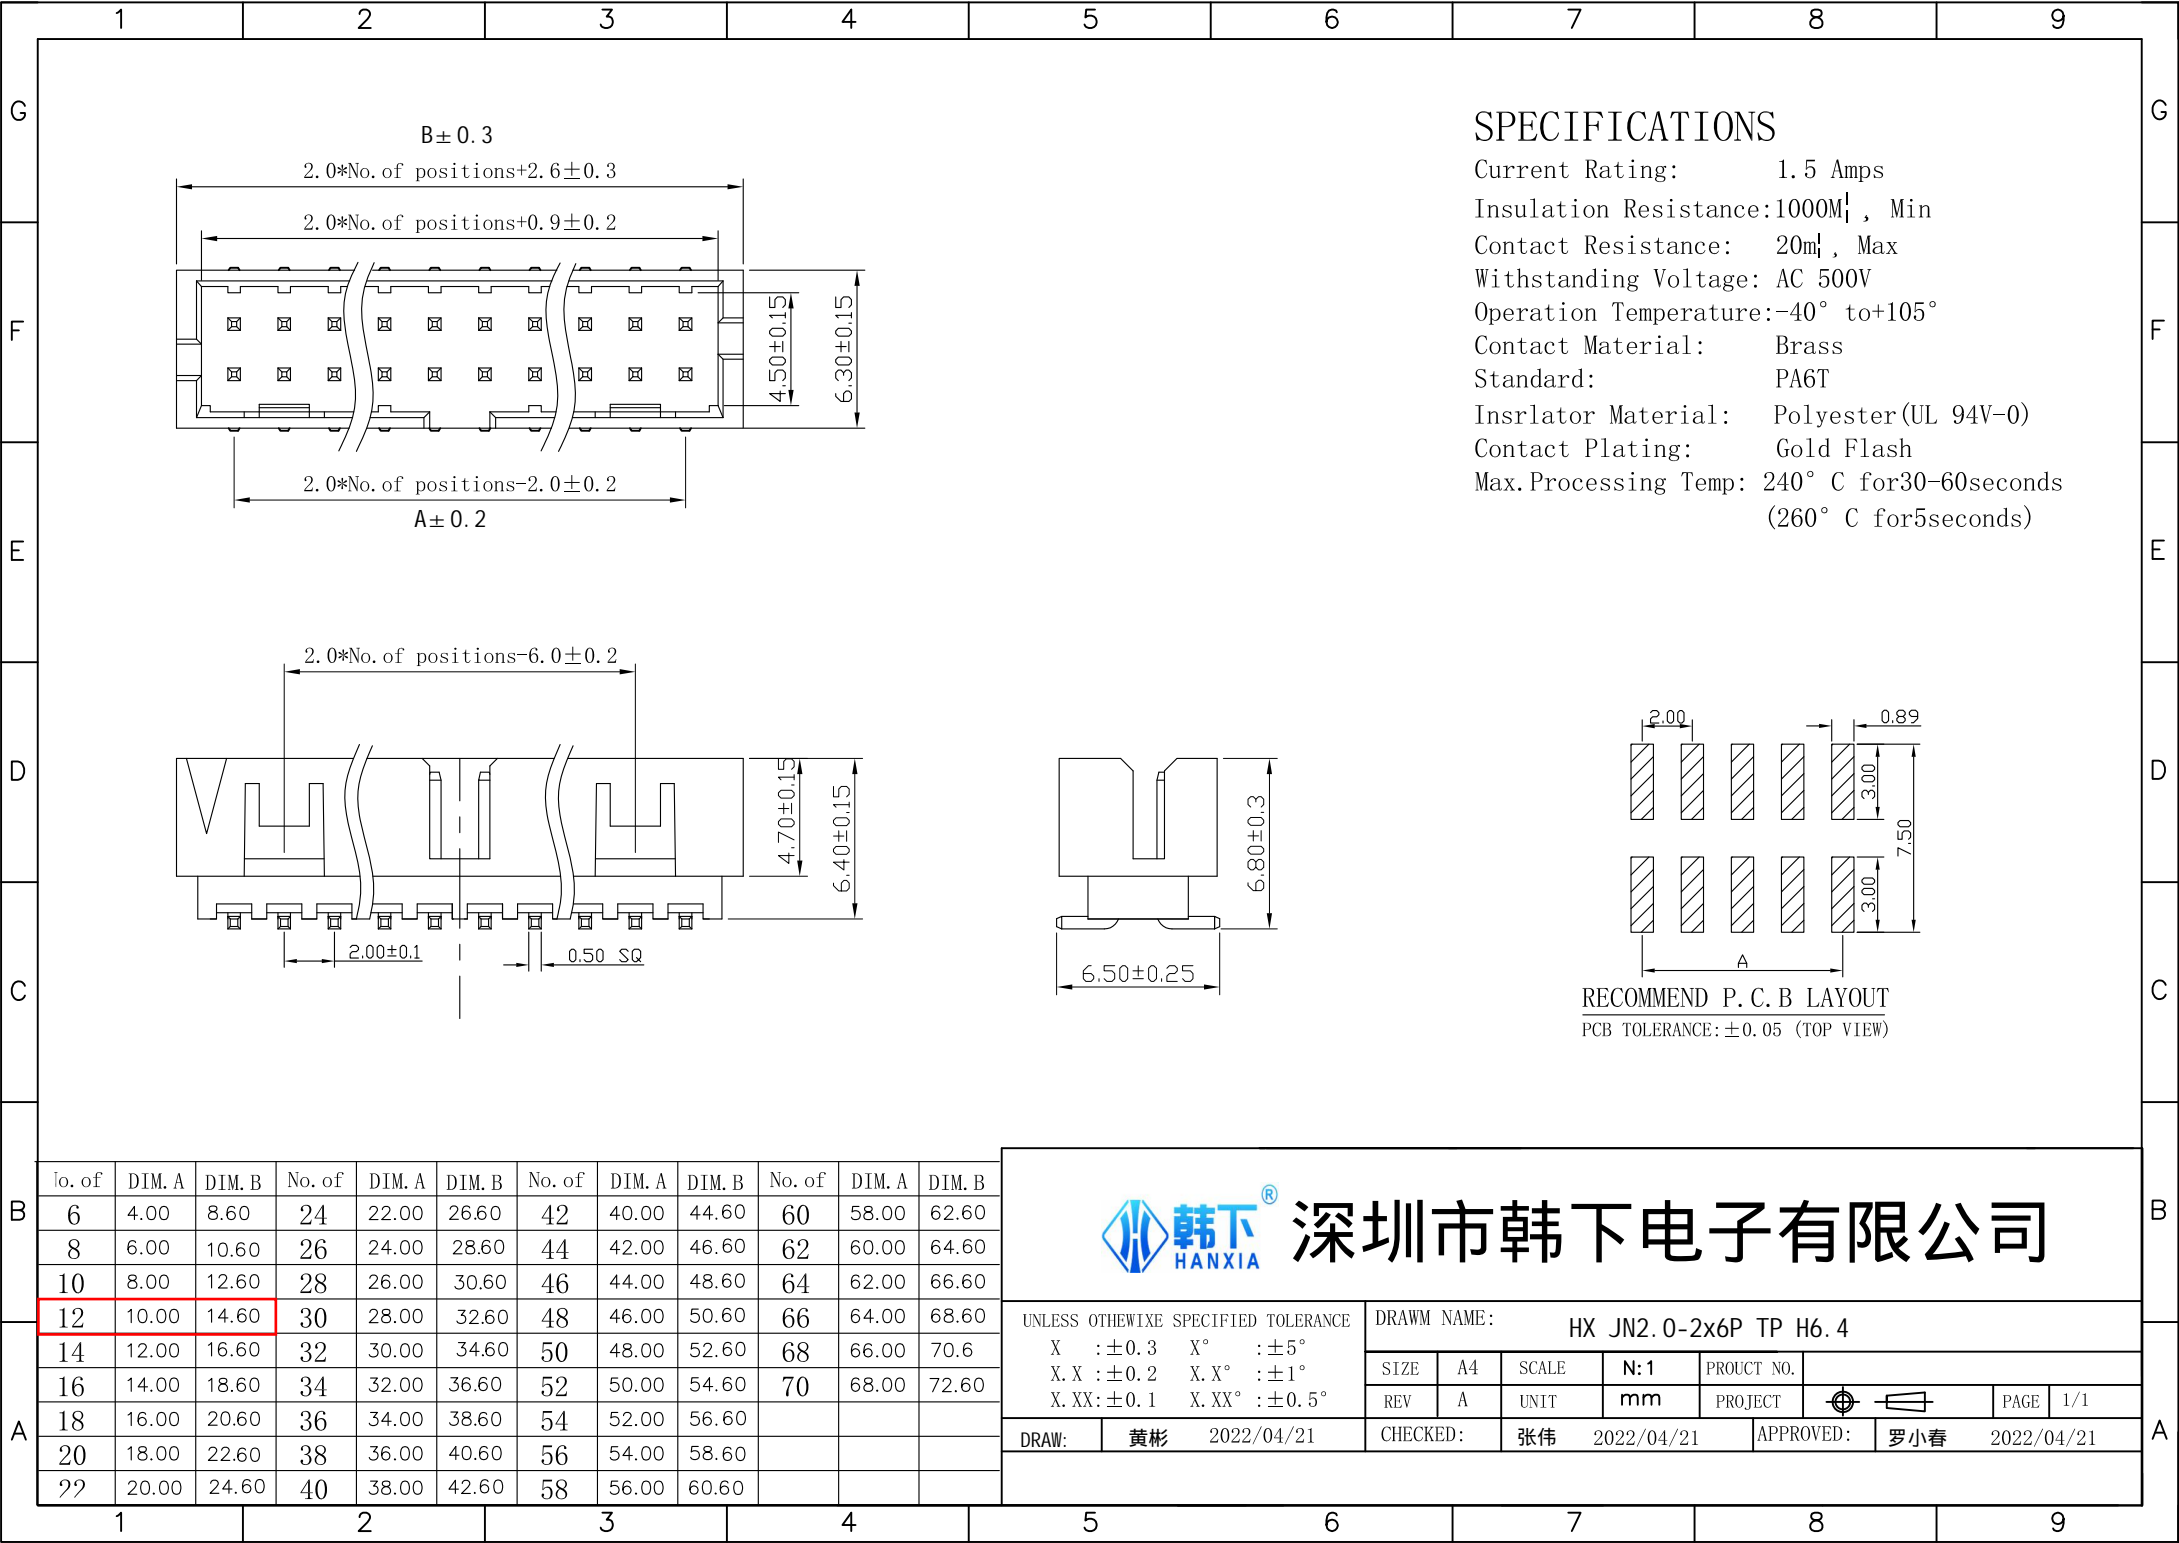 1 2 3 4 5 6 7 8 9
G G
F F
E E
D D
C C
B B
A A
B±0.3
2.0*No.of positions+2.6±0.3
2.0*No.of positions+0.9±0.2
4.50±0.15
6.30±0.15
2.0*No.of positions-2.0±0.2
A±0.2
SPECIFICATIONS
Current Rating: 1.5 Amps
Insulation Resistance:1000M¦, Min
Contact Resistance: 20m¦, Max
Withstanding Voltage: AC 500V
Operation Temperature:-40° to+105°
Contact Material: Brass
Standard: PA6T
Insrlator Material: Polyester(UL 94V-0)
Contact Plating: Gold Flash
Max.Processing Temp: 240° C for30-60seconds
(260° C for5seconds)
2.0*No.of positions-6.0±0.2
4.70±0.15
6.40±0.15
2.00±0.1
0.50 SQ
6.80±0.3
6.50±0.25
2.00
0.89
3.00
7.50
3.00
A
RECOMMEND P.C.B LAYOUT
PCB TOLERANCE:±0.05 (TOP VIEW)
No.of DIM.A DIM.B No.of DIM.A DIM.B No.of DIM.A DIM.B No.of DIM.A DIM.B
6 4.00 8.60 24 22.00 26.60 42 40.00 44.60 60 58.00 62.60
8 6.00 10.60 26 24.00 28.60 44 42.00 46.60 62 60.00 64.60
10 8.00 12.60 28 26.00 30.60 46 44.00 48.60 64 62.00 66.60
12 10.00 14.60 30 28.00 32.60 48 46.00 50.60 66 64.00 68.60
14 12.00 16.60 32 30.00 34.60 50 48.00 52.60 68 66.00 70.6
16 14.00 18.60 34 32.00 36.60 52 50.00 54.60 70 68.00 72.60
18 16.00 20.60 36 34.00 38.60 54 52.00 56.60
20 18.00 22.60 38 36.00 40.60 56 54.00 58.60
22 20.00 24.60 40 38.00 42.60 58 56.00 60.60
韩下® HANXIA
深圳市韩下电子有限公司
UNLESS OTHEWIXE SPECIFIED TOLERANCE
X :±0.3 X° :±5°
X.X :±0.2 X.X° :±1°
X.XX:±0.1 X.XX° :±0.5°
DRAWM NAME: HX JN2.0-2x6P TP H6.4
SIZE A4 SCALE N:1 PROUCT NO.
REV A UNIT mm PROJECT PAGE 1/1
DRAW: 黄彬 2022/04/21 CHECKED: 张伟 2022/04/21 APPROVED: 罗小春 2022/04/21
1 2 3 4 5 6 7 8 9